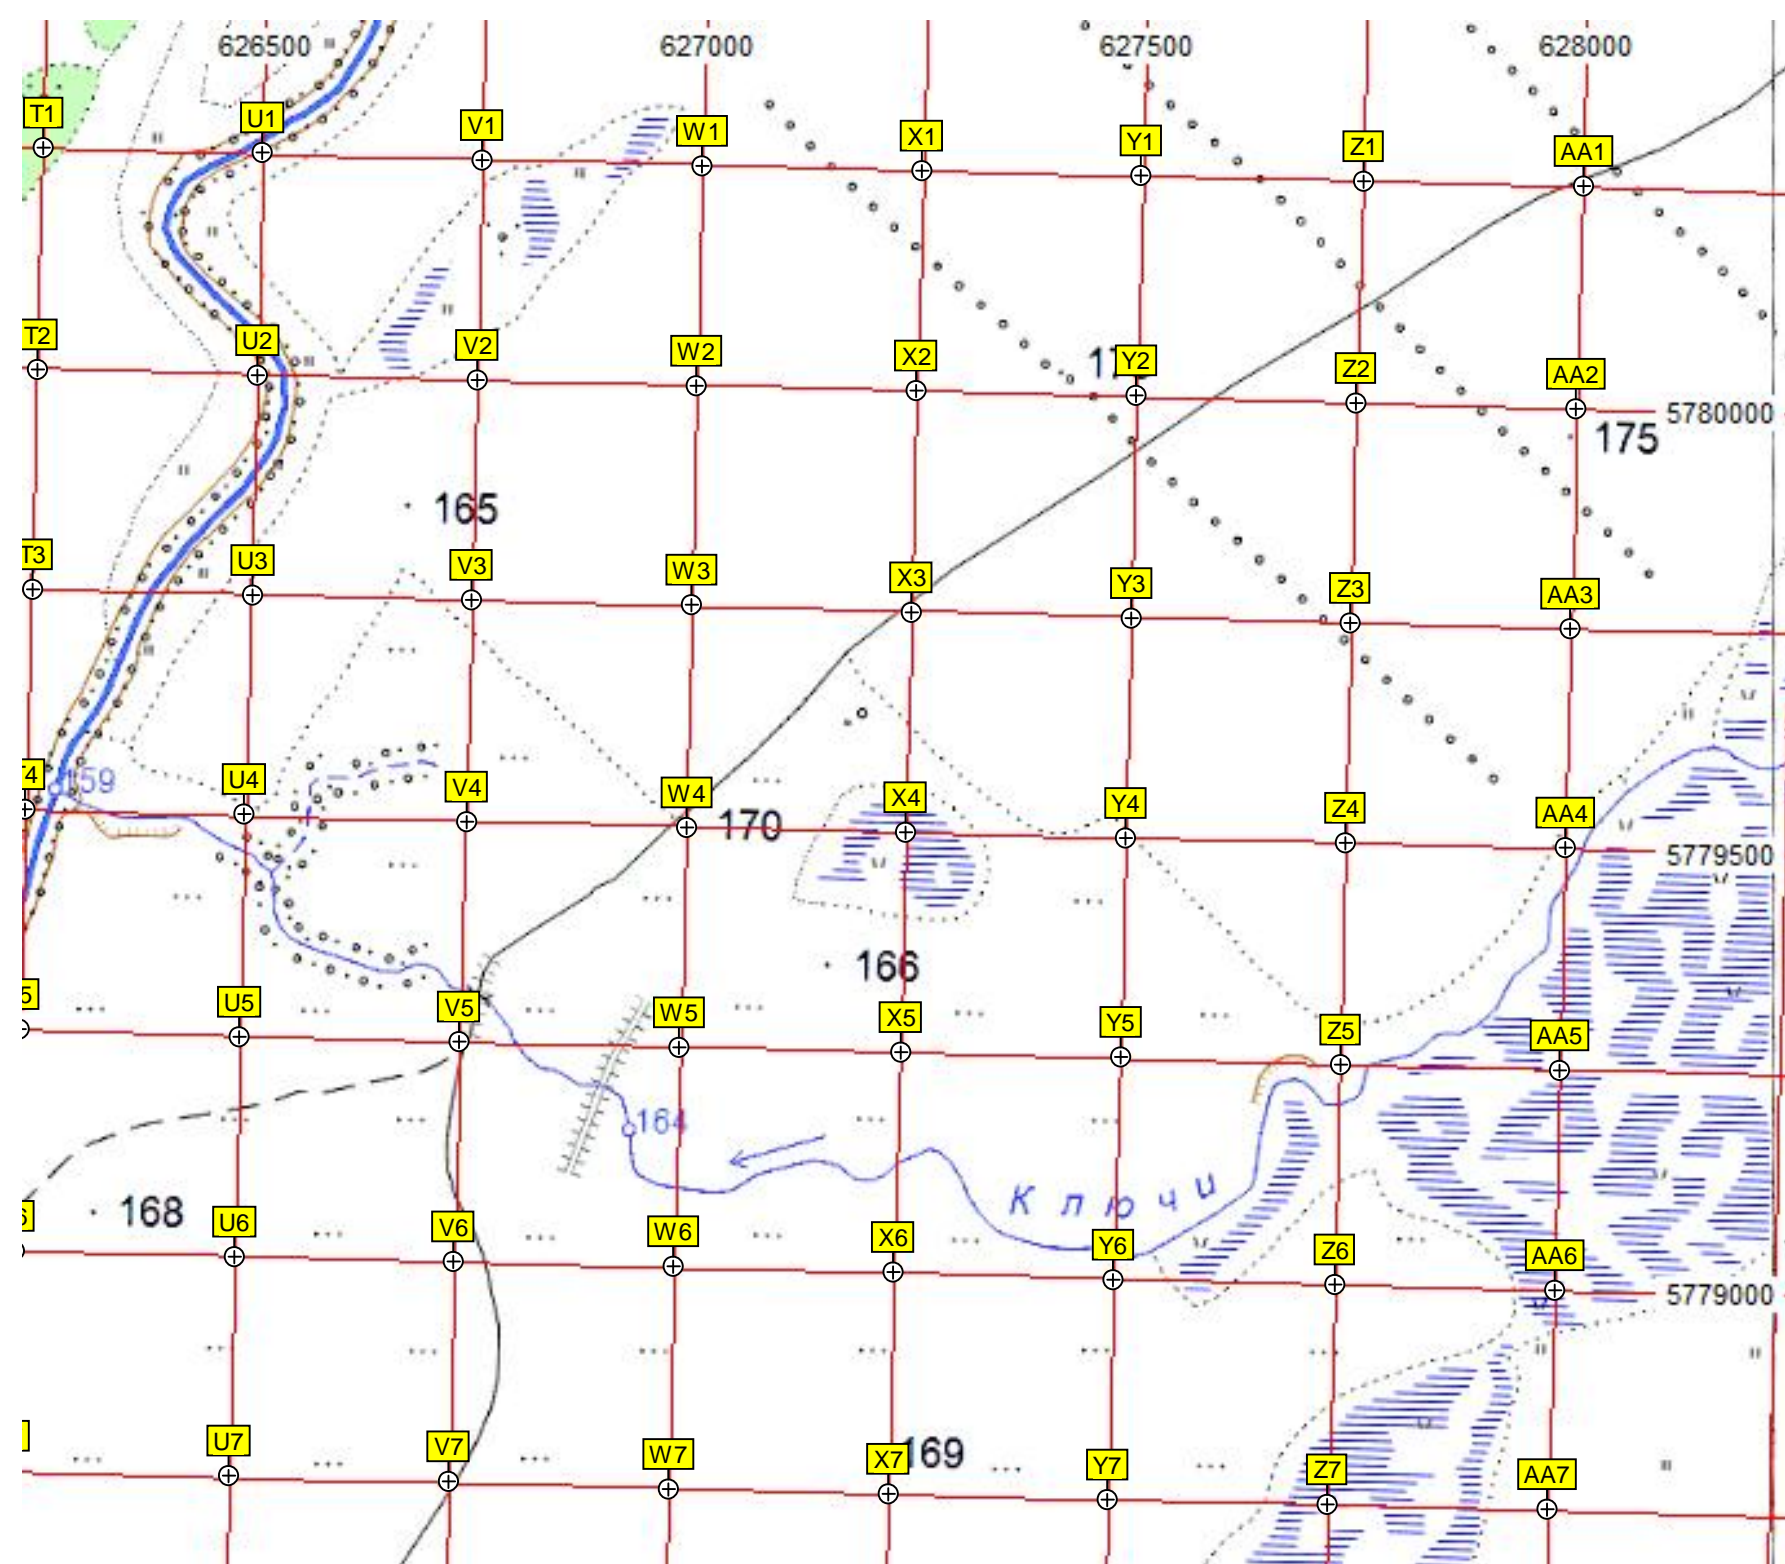 626500 627000 627500 628000
T1 U1 V1 W1 X1 Y1 Z1 AA1
T2 U2 V2 W2 X2 Y2 Z2 AA2
5780000
175
165
T3 U3 V3 W3 X3 Y3 Z3 AA3
159
U4 V4 W4 X4 Y4 Z4 AA4
170
5779500
166
U5 V5 W5 X5 Y5 Z5 AA5
164
Ключи
168
U6 V6 W6 X6 Y6 Z6 AA6
5779000
U7 V7 W7 X7 Y7 Z7 AA7
169